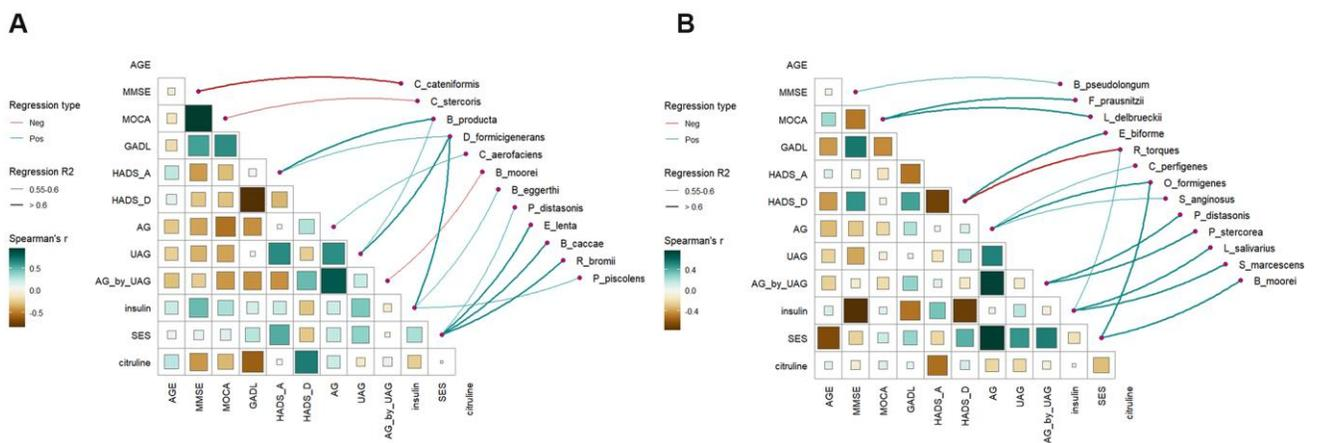 A
AGE
MMSE
MOCA
GADL
HADS_A
HADS_D
AG
UAG
AG_by_UAG
insulin
SES
citruline
Regression type
Neg
Pos
Regression R2
0.55-0.6
> 0.6
Spearman's r
0.5
0.0
-0.5
C_cateniformis
C_stercoris
B_producta
D_formicigenerans
C_aerofaciens
B_moorei
B_eggerthi
P_distasonis
E_lenta
B_caccae
R_bromii
P_piscolens
AGE
MMSE
MOCA
GADL
HADS_A
HADS_D
AG
UAG
AG_by_UAG
insulin
SES
citruline
B
AGE
MMSE
MOCA
GADL
HADS_A
HADS_D
AG
UAG
AG_by_UAG
insulin
SES
citruline
Regression type
Neg
Pos
Regression R2
0.55-0.6
> 0.6
Spearman's r
0.4
0.0
-0.4
B_pseudolongum
F_prausnitzii
L_delbrueckii
E_biforme
R_torques
C_perfigenes
O_formigenes
S_anginosus
P_distasonis
P_stercorea
L_salivarius
S_marcescens
B_moorei
AGE
MMSE
MOCA
GADL
HADS_A
HADS_D
AG
UAG
AG_by_UAG
insulin
SES
citruline